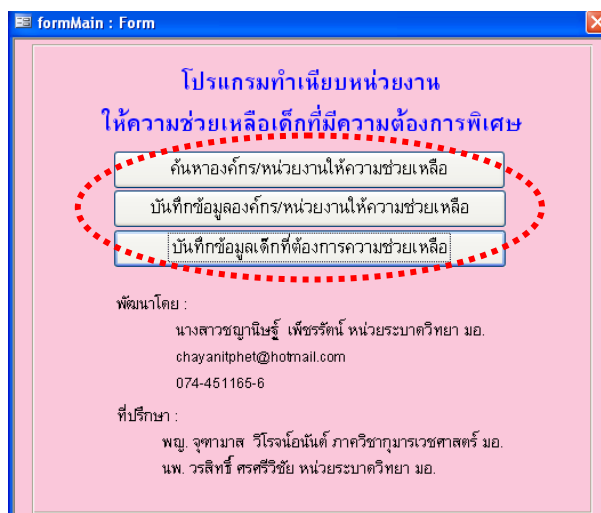 formMain : Form
โปรแกรมทำเนียบหน่วยงาน
ให้ความช่วยเหลือเด็กที่มีความต้องการพิเศษ
ค้นหาองค์กร/หน่วยงานให้ความช่วยเหลือ
บันทึกข้อมูลองค์กร/หน่วยงานให้ความช่วยเหลือ
บันทึกข้อมูลเด็กที่ต้องการความช่วยเหลือ
พัฒนาโดย :
นางสาวชญานิษฐ์ เพ็ชรรัตน์ หน่วยระบาดวิทยา มอ.
chayanitphet@hotmail.com
074-451165-6
ที่ปรึกษา :
พญ. จุฑามาส วิโรจน์อนันต์ ภาควิชากุมารเวชศาสตร์ มอ.
นพ. วรสิทธิ์ ศรศรีวิชัย หน่วยระบาดวิทยา มอ.